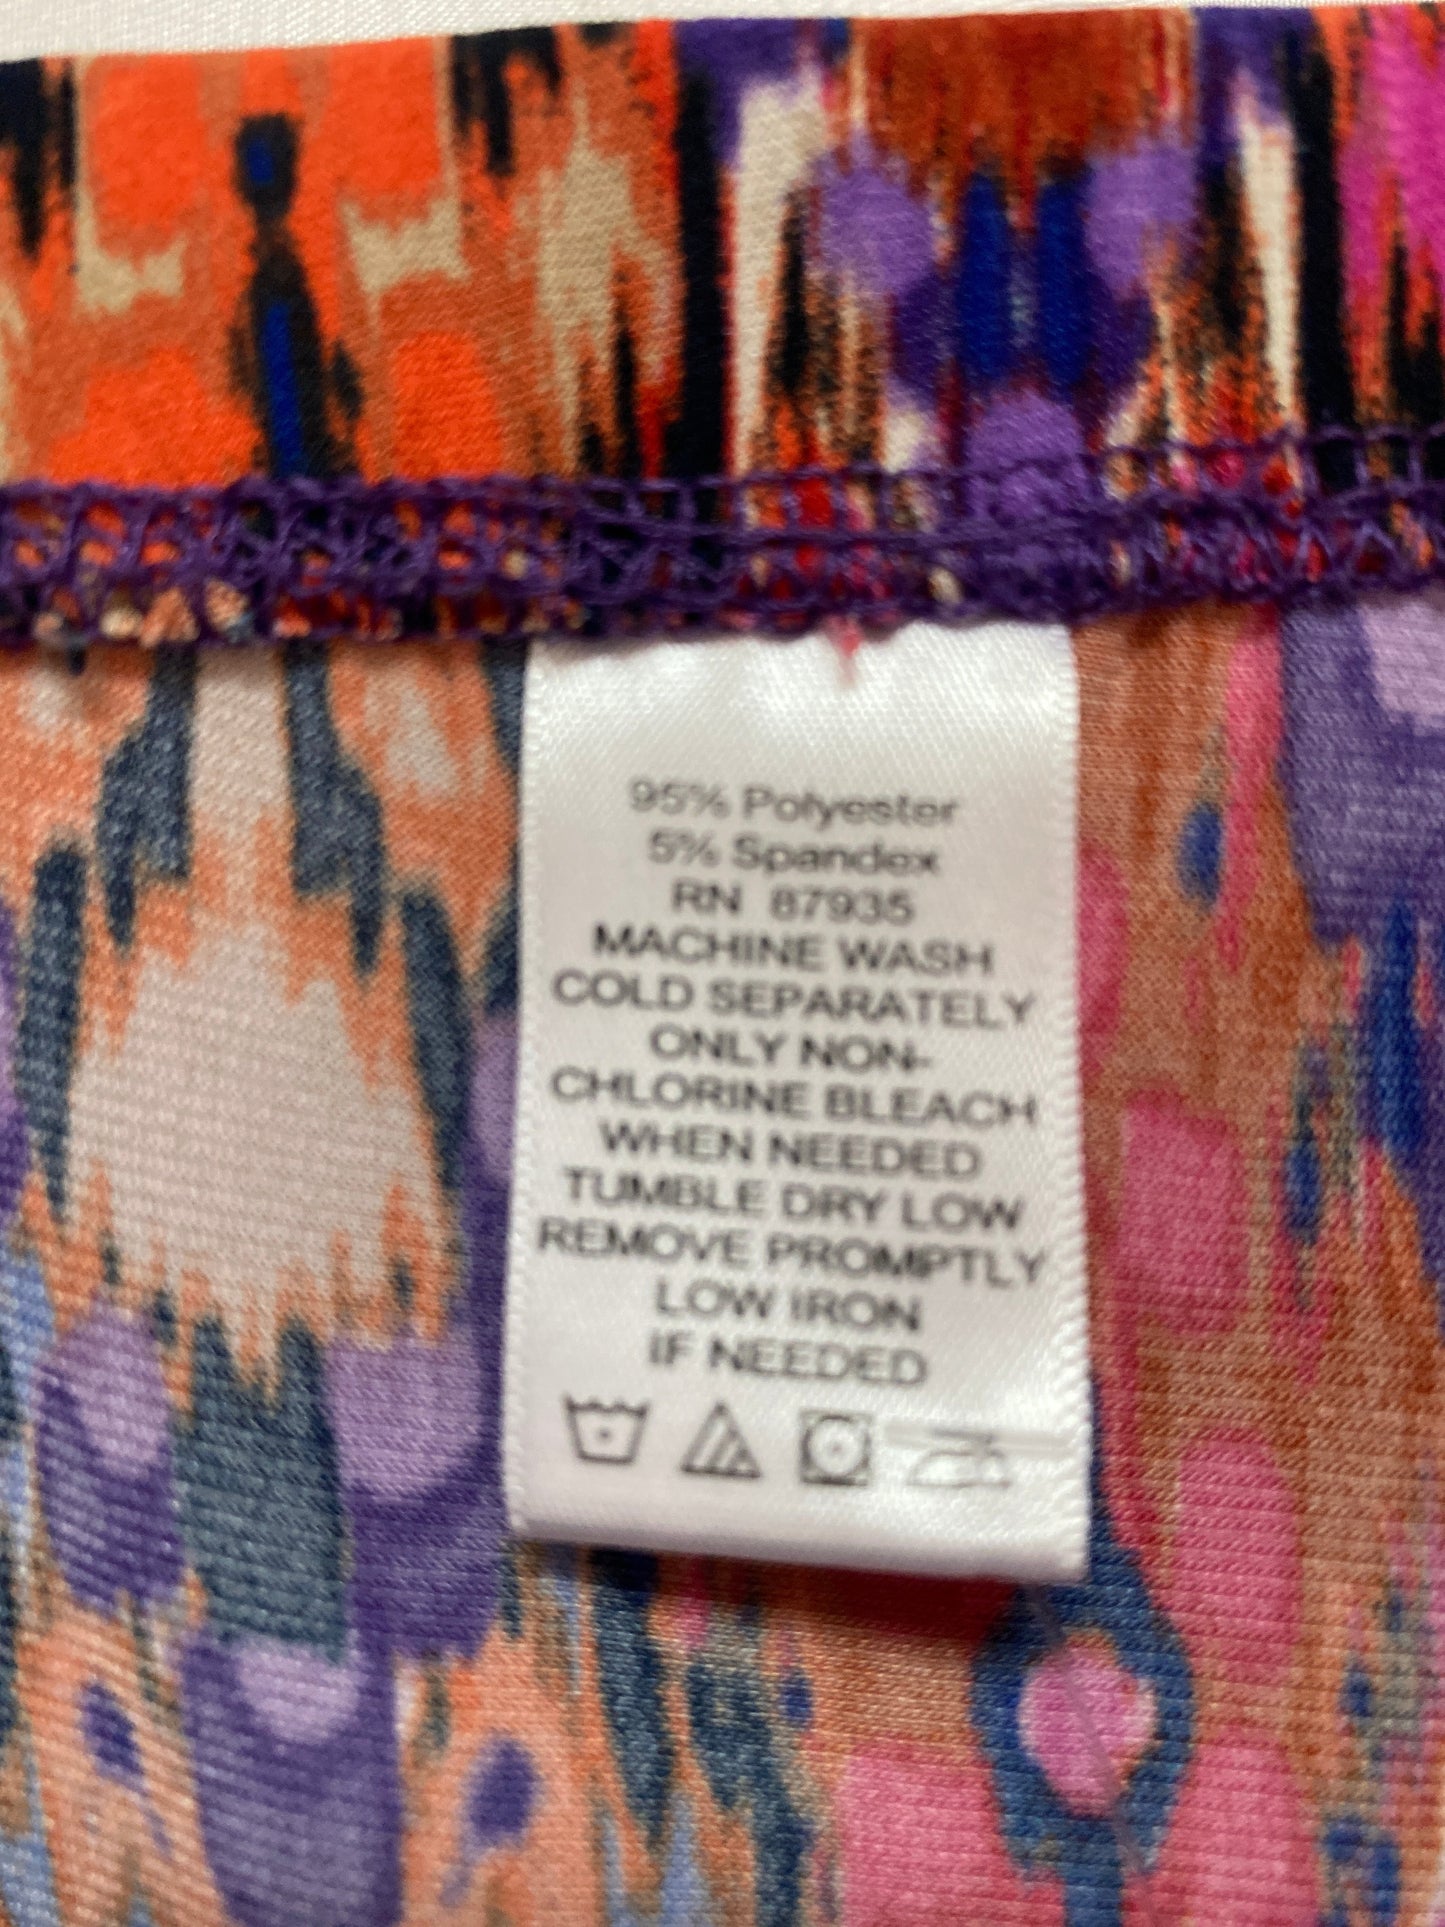 95% Polyester
5% Spandex
RN 87935
MACHINE WASH
COLD SEPARATELY
ONLY NON-
CHLORINE BLEACH
WHEN NEEDED
TUMBLE DRY LOW
REMOVE PROMPTLY
LOW IRON
IF NEEDED